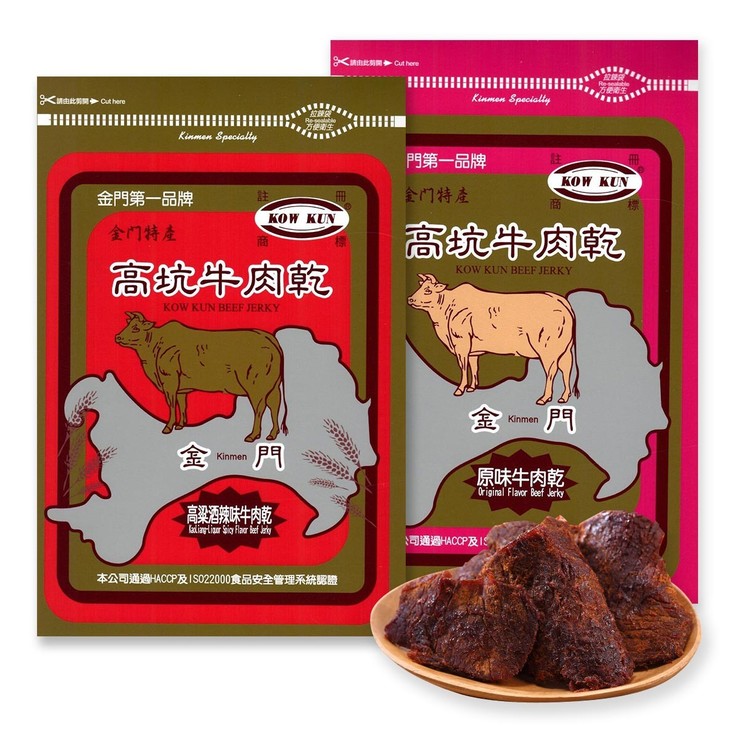 請由此剪開 Cut here
拉鍊袋
Re-sealable
方便衛生
Kinmen Specialty
金門第一品牌
註冊
KOW KUN
®
商標
金门特產
高坑牛肉乾
KOW KUN BEEF JERKY
金 Kinmen 門
高粱酒辣味牛肉乾
KaoLiang-Liquor Spicy Flavor Beef Jerky
本公司通過HACCP及ISO22000食品安全管理系統認證
請由此剪開 Cut here
拉鍊袋
Re-sealable
方便衛生
Kinmen Specialty
門第一品牌
註冊
KOW KUN
®
商標
金门特產
高坑牛肉乾
KOW KUN BEEF JERKY
金 Kinmen 門
原味牛肉乾
Original Flavor Beef Jerky
公司通過HACCP及IS